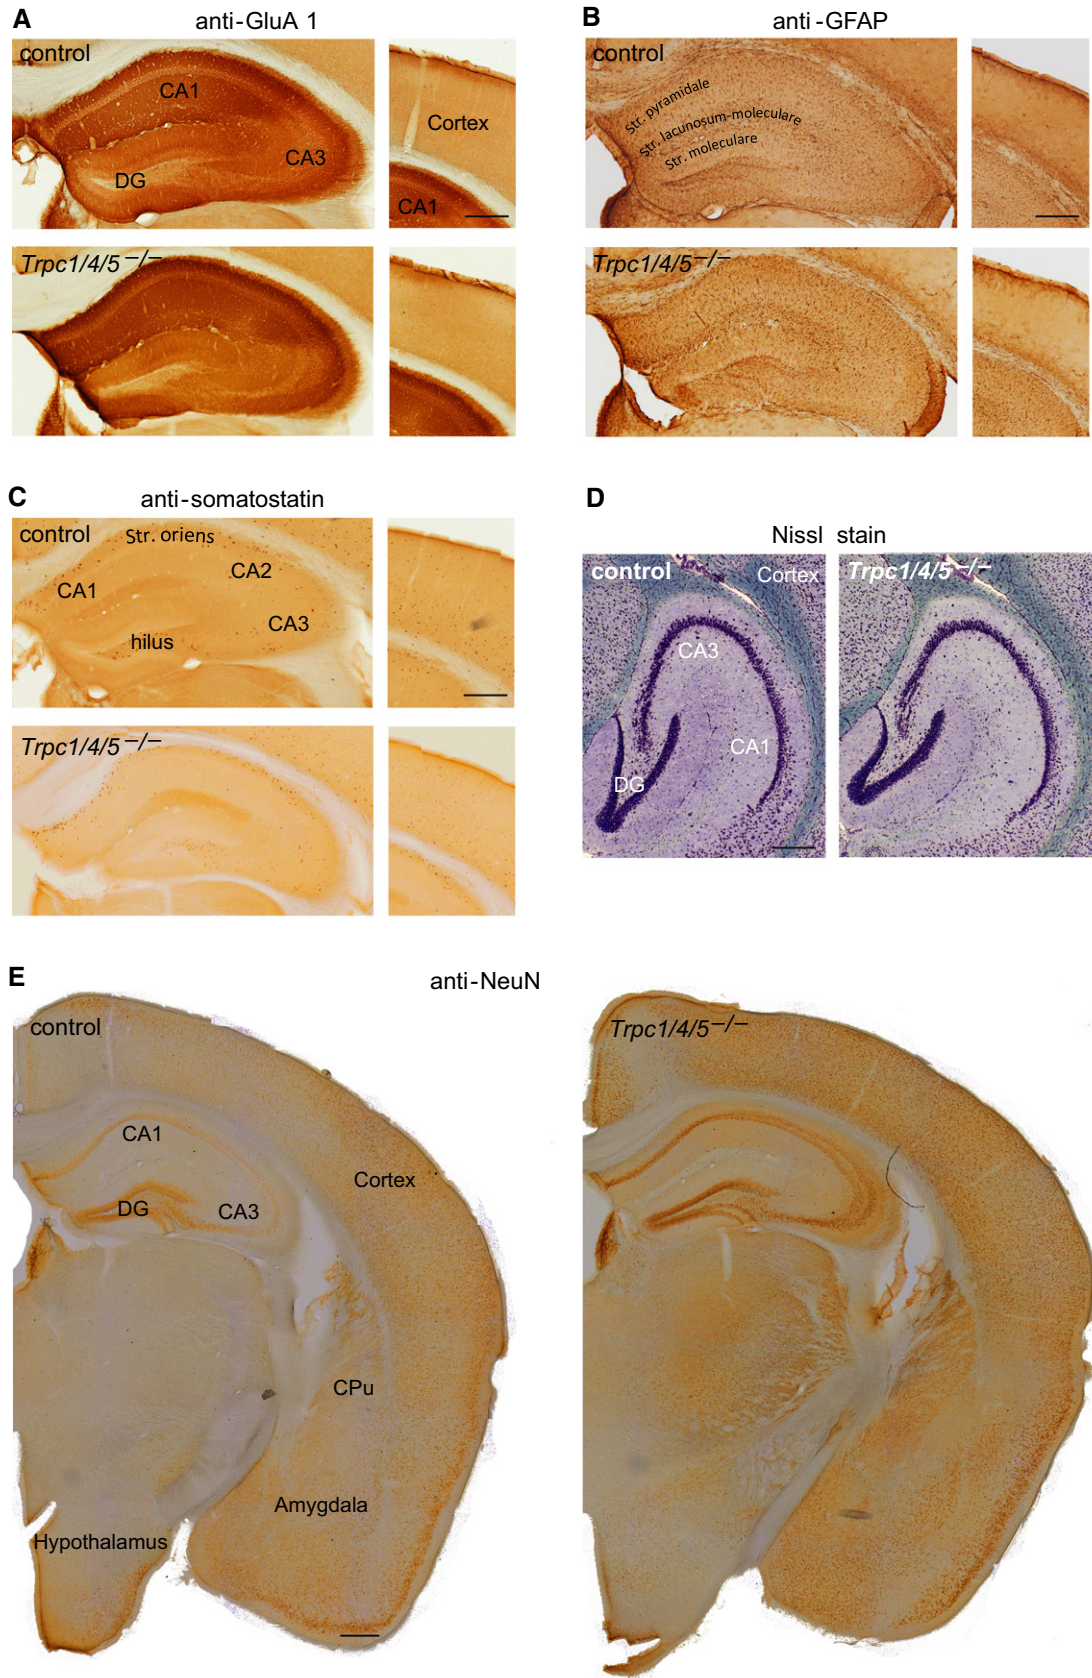 A
anti-GluA 1
control
CA1
CA3
DG
Cortex
CA1
Trpc1/4/5−/−
B
anti-GFAP
control
Str. pyramidale
Str. lacunosum-moleculare
Str. moleculare
Trpc1/4/5−/−
C
anti-somatostatin
control
Str. oriens
CA2
CA1
CA3
hilus
Trpc1/4/5−/−
D
Nissl stain
control
Cortex
CA3
CA1
DG
Trpc1/4/5−/−
E
anti-NeuN
control
CA1
DG
CA3
Cortex
CPu
Amygdala
Hypothalamus
Trpc1/4/5−/−